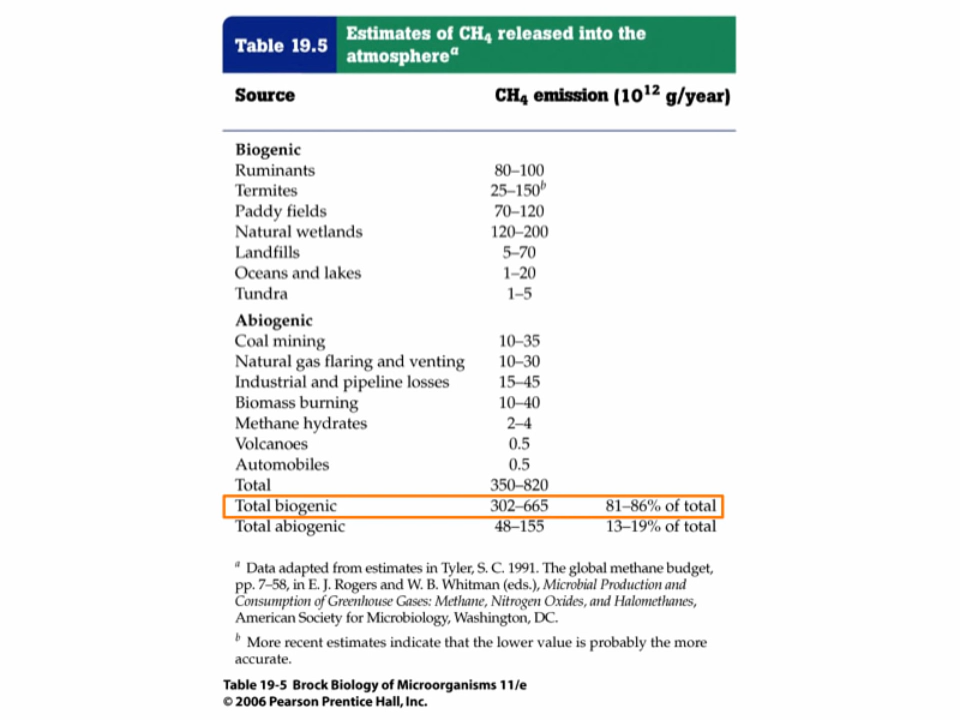 Table 19.5 Estimates of CH₄ released into the
atmosphereᵃ
Source CH₄ emission (10¹² g/year)
Biogenic
Ruminants 80–100
Termites 25–150ᵇ
Paddy fields 70–120
Natural wetlands 120–200
Landfills 5–70
Oceans and lakes 1–20
Tundra 1–5
Abiogenic
Coal mining 10–35
Natural gas flaring and venting 10–30
Industrial and pipeline losses 15–45
Biomass burning 10–40
Methane hydrates 2–4
Volcanoes 0.5
Automobiles 0.5
Total 350–820
Total biogenic 302–665 81–86% of total
Total abiogenic 48–155 13–19% of total
ᵃ Data adapted from estimates in Tyler, S. C. 1991. The global methane budget,
pp. 7–58, in E. J. Rogers and W. B. Whitman (eds.), Microbial Production and
Consumption of Greenhouse Gases: Methane, Nitrogen Oxides, and Halomethanes,
American Society for Microbiology, Washington, DC.
ᵇ More recent estimates indicate that the lower value is probably the more
accurate.
Table 19-5 Brock Biology of Microorganisms 11/e
© 2006 Pearson Prentice Hall, Inc.